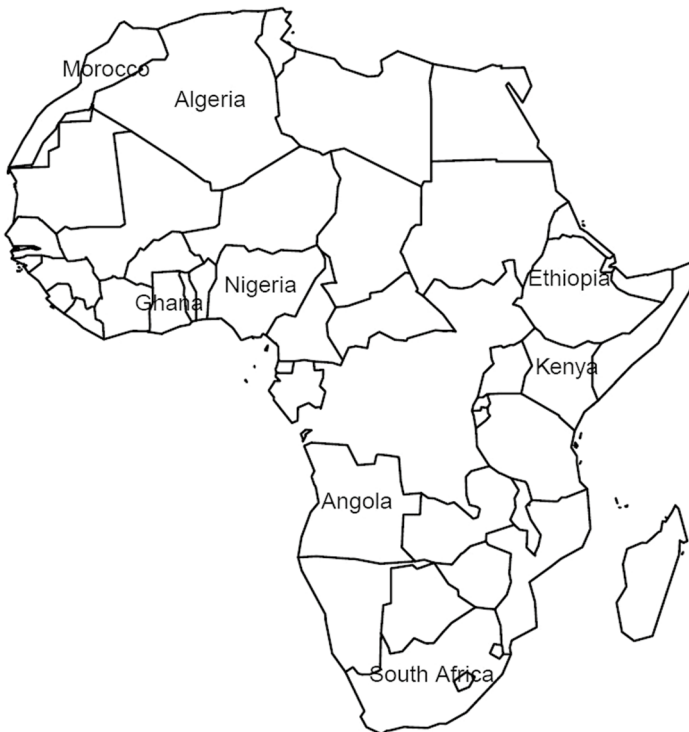 Morocco
Algeria
Ghana
Nigeria
Ethiopia
Kenya
Angola
South Africa